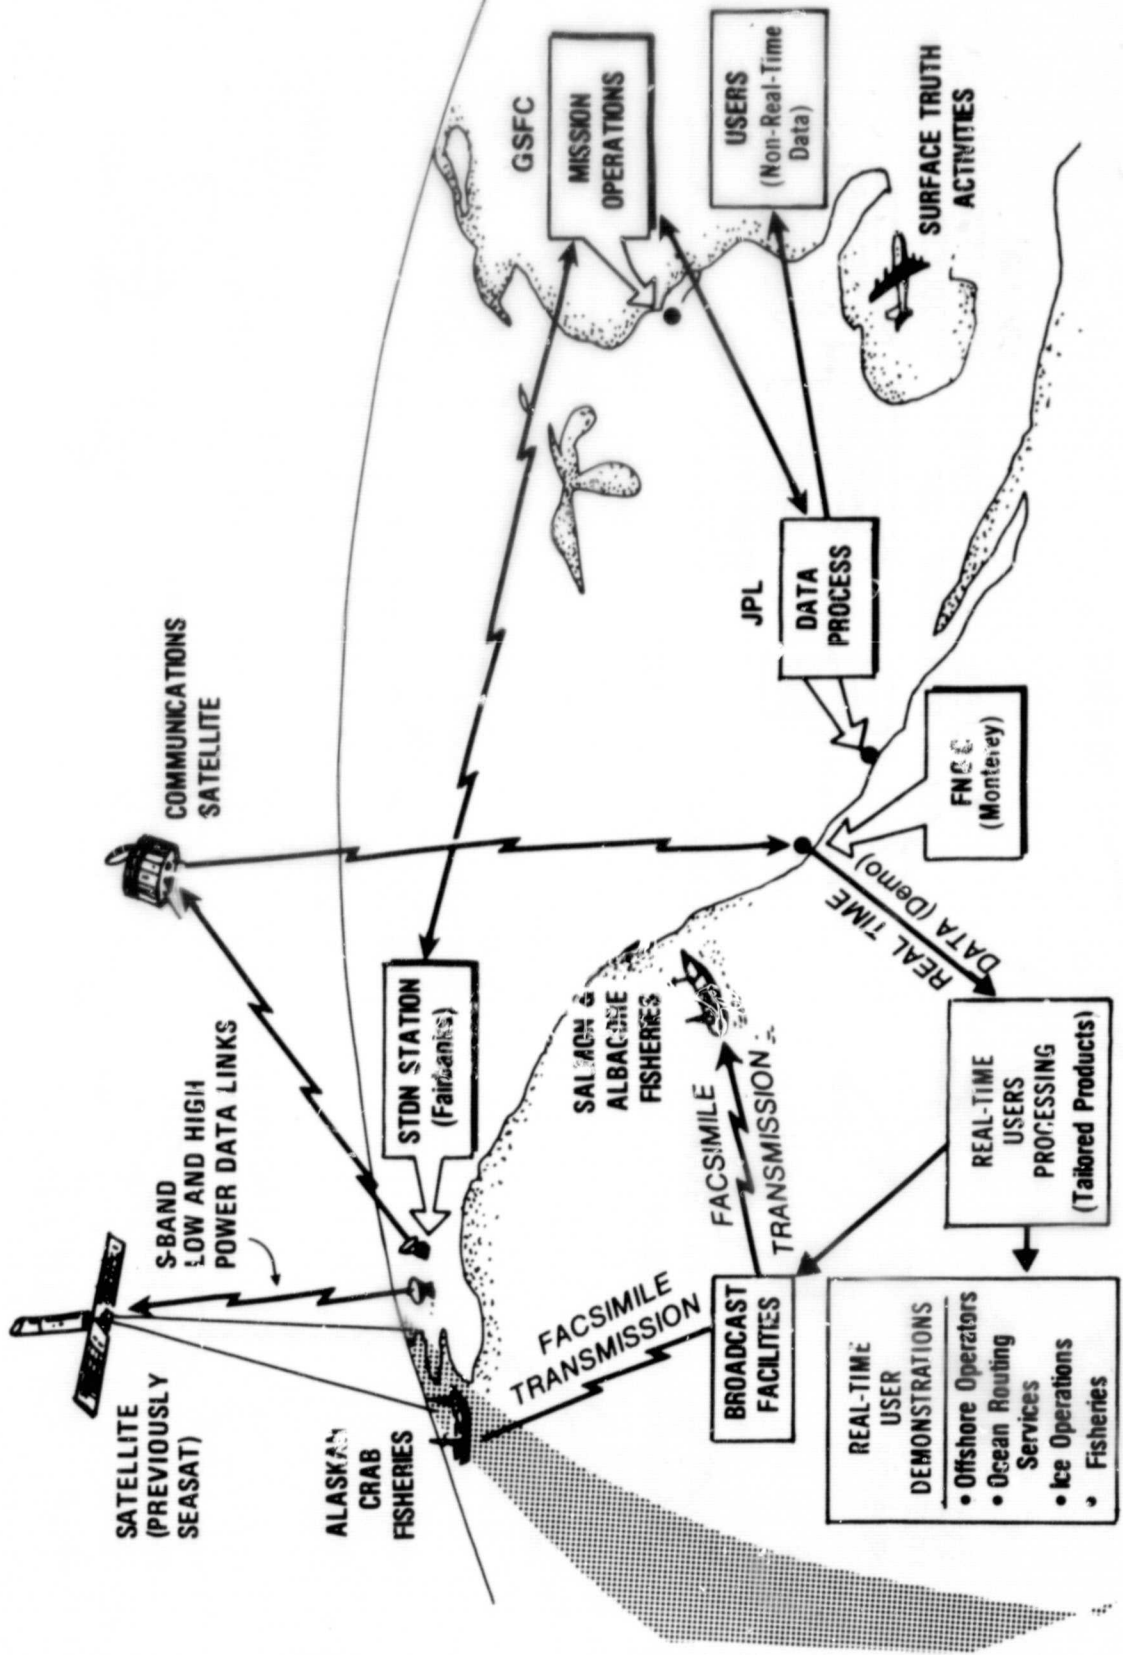 SATELLITE
(PREVIOUSLY
SEASAT)
S-BAND
LOW AND HIGH
POWER DATA LINKS
COMMUNICATIONS
SATELLITE
ALASKAN
CRAB
FISHERIES
STDN STATION
(Fairbanks)
GSFC
MISSION
OPERATIONS
FACSIMILE
TRANSMISSION
SALMON &
ALBACORE
FISHERIES
FACSIMILE
TRANSMISSION
BROADCAST
FACILITIES
JPL
DATA
PROCESS
USERS
(Non-Real-Time
Data)
SURFACE TRUTH
ACTIVITIES
REAL TIME
DATA (Demo)
(Monterey)
REAL-TIME
USERS
PROCESSING
(Tailored Products)
REAL-TIME
USER
DEMONSTRATIONS
• Offshore Operators
• Ocean Routing
Services
• Ice Operations
• Fisheries